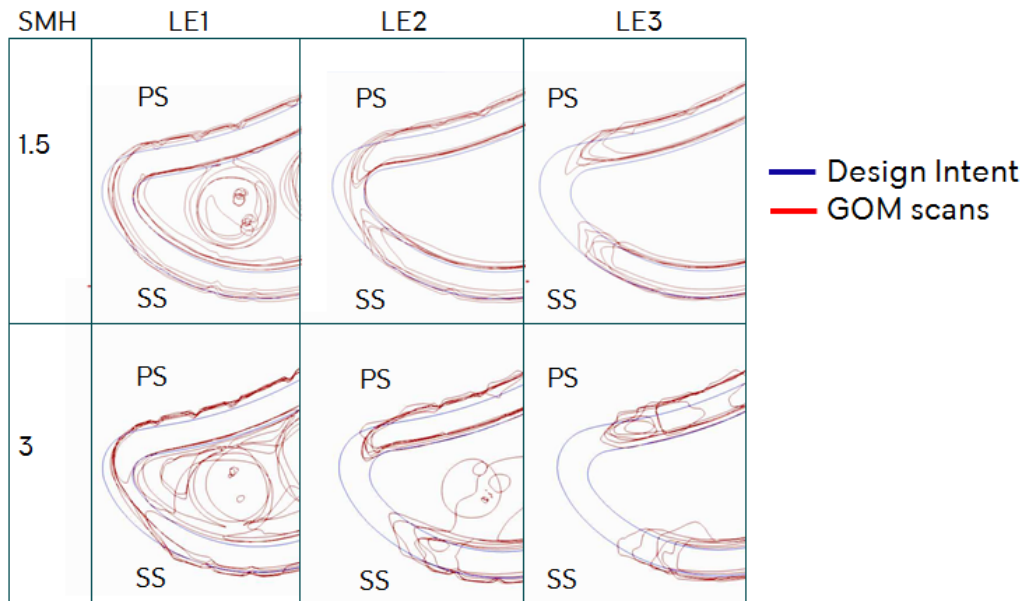 SMH LE1 LE2 LE3
PS PS PS
1.5
Design Intent
GOM scans
SS SS SS
PS PS PS
3
SS SS SS